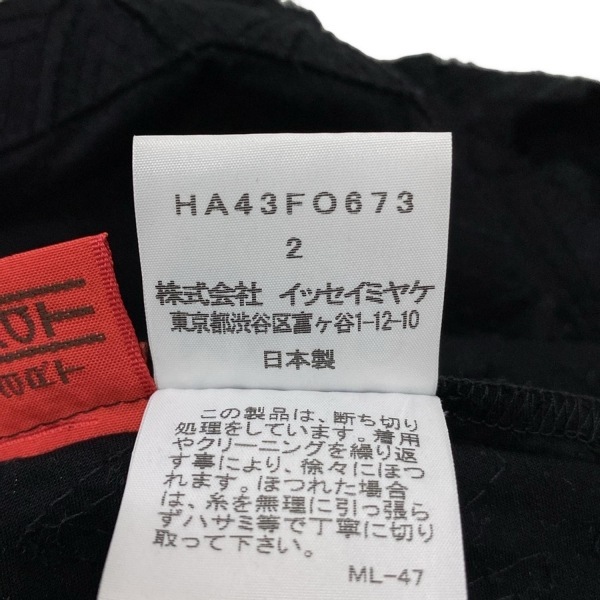 HA43FO673
2
株式会社 イッセイミヤケ
東京都渋谷区富ヶ谷1-12-10
日本製
この製品は、断ち切り
処理をしています。着用
やクリーニングを繰り返
す事により、徐々にほつ
れます。ほつれた場合
は、糸を無理に引っ張ら
ずハサミ等で丁寧に切り
取って下さい。
ML-47